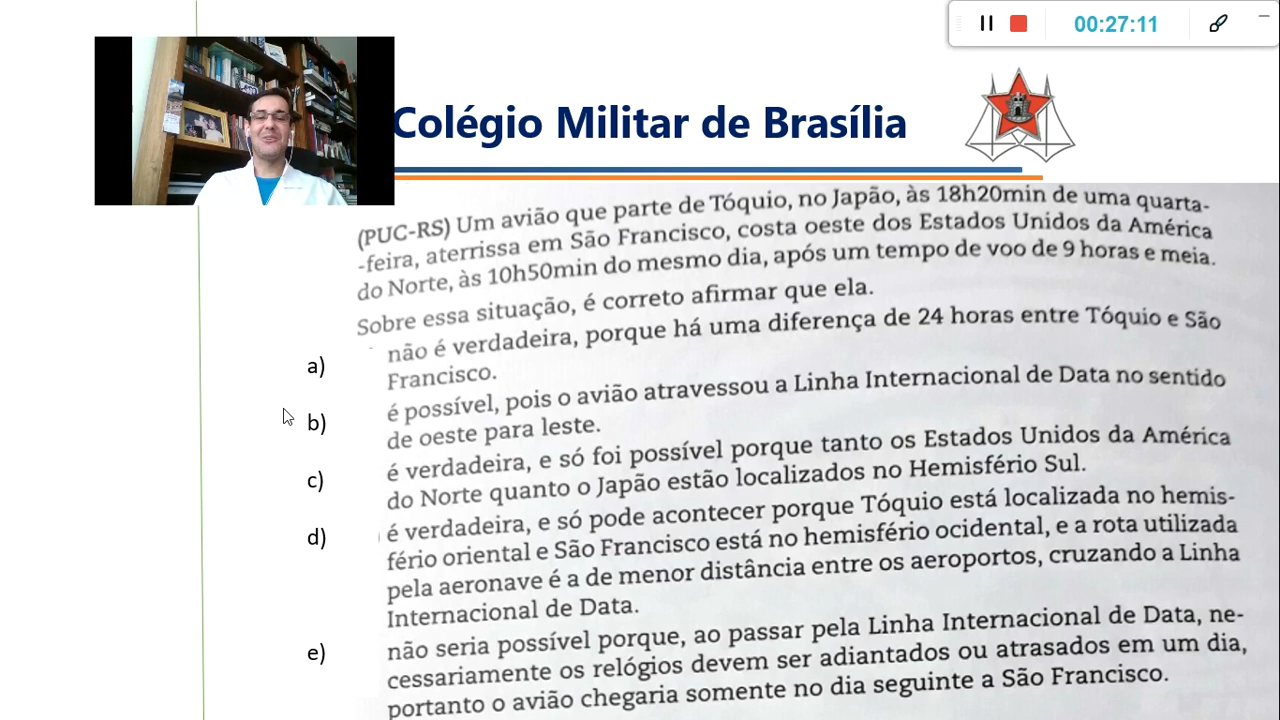 00:27:11
Colégio Militar de Brasília
(PUC-RS) Um avião que parte de Tóquio, no Japão, às 18h20min de uma quarta-
-feira, aterrissa em São Francisco, costa oeste dos Estados Unidos da América
do Norte, às 10h50min do mesmo dia, após um tempo de voo de 9 horas e meia.
Sobre essa situação, é correto afirmar que ela.
a) não é verdadeira, porque há uma diferença de 24 horas entre Tóquio e São
Francisco.
b) é possível, pois o avião atravessou a Linha Internacional de Data no sentido
de oeste para leste.
c) é verdadeira, e só foi possível porque tanto os Estados Unidos da América
do Norte quanto o Japão estão localizados no Hemisfério Sul.
d) é verdadeira, e só pode acontecer porque Tóquio está localizada no hemis-
fério oriental e São Francisco está no hemisfério ocidental, e a rota utilizada
pela aeronave é a de menor distância entre os aeroportos, cruzando a Linha
Internacional de Data.
e) não seria possível porque, ao passar pela Linha Internacional de Data, ne-
cessariamente os relógios devem ser adiantados ou atrasados em um dia,
portanto o avião chegaria somente no dia seguinte a São Francisco.